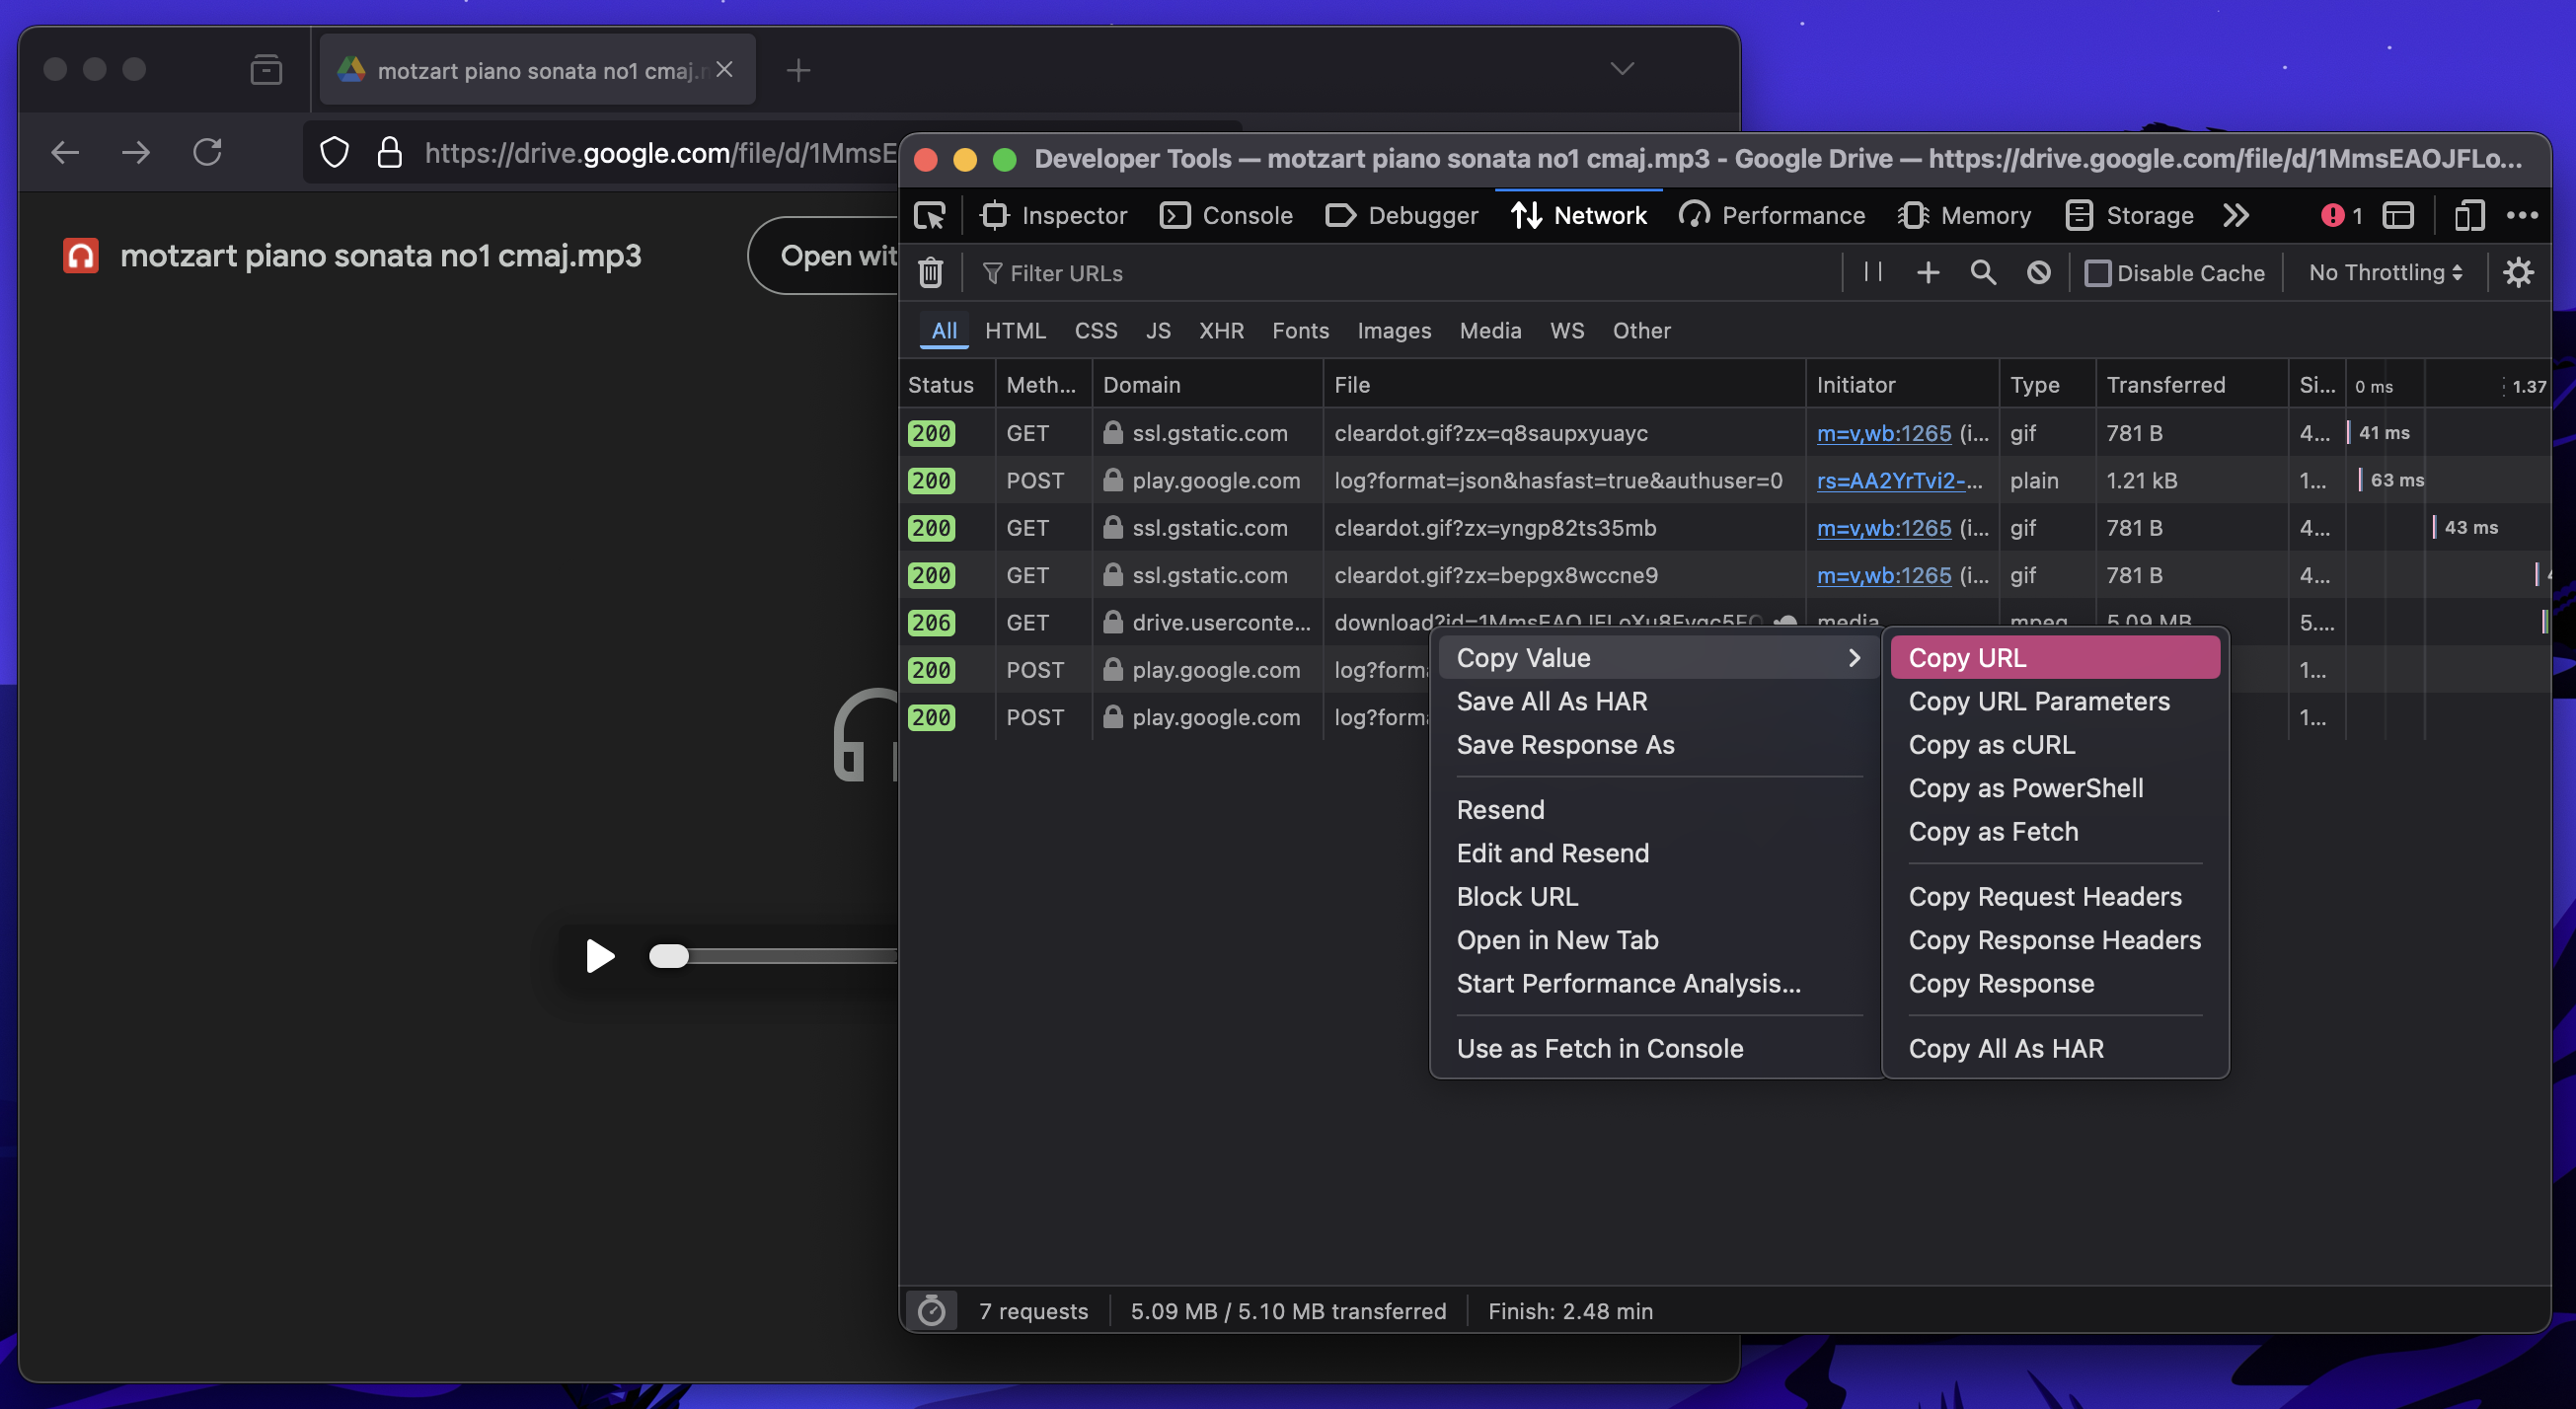 motzart piano sonata no1 cmaj.
https://drive.google.com/file/d/1MmsE
motzart piano sonata no1 cmaj.mp3
Open wit
Developer Tools — motzart piano sonata no1 cmaj.mp3 - Google Drive — https://drive.google.com/file/d/1MmsEAOJFLo...
Inspector Console Debugger Network Performance Memory Storage 1
Filter URLs Disable Cache No Throttling
All HTML CSS JS XHR Fonts Images Media WS Other
Status Meth... Domain File Initiator Type Transferred Si... 0 ms 1.37
200 GET ssl.gstatic.com cleardot.gif?zx=q8saupxyuayc m=v,wb:1265 (i... gif 781 B 4... 41 ms
200 POST play.google.com log?format=json&hasfast=true&authuser=0 rs=AA2YrTvi2-... plain 1.21 kB 1... 63 ms
200 GET ssl.gstatic.com cleardot.gif?zx=yngp82ts35mb m=v,wb:1265 (i... gif 781 B 4... 43 ms
200 GET ssl.gstatic.com cleardot.gif?zx=bepgx8wccne9 m=v,wb:1265 (i... gif 781 B 4...
206 GET drive.userconte... media mpeg 5.09 MB 5....
200 POST play.google.com log?form 1...
200 POST play.google.com log?form 1...
Copy Value
Save All As HAR
Save Response As
Resend
Edit and Resend
Block URL
Open in New Tab
Start Performance Analysis...
Use as Fetch in Console
Copy URL
Copy URL Parameters
Copy as cURL
Copy as PowerShell
Copy as Fetch
Copy Request Headers
Copy Response Headers
Copy Response
Copy All As HAR
7 requests 5.09 MB / 5.10 MB transferred Finish: 2.48 min